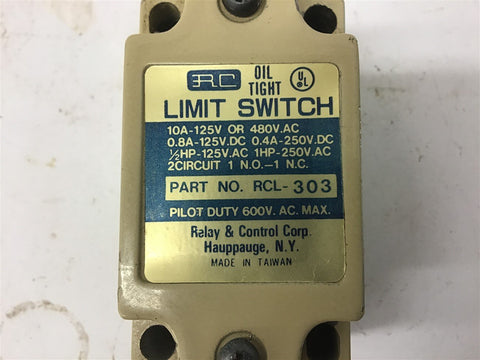 RC OIL
TIGHT UL
LIMIT SWITCH
10A-125V OR 480V.AC
0.8A-125V.DC 0.4A-250V.DC
½HP-125V.AC 1HP-250V.AC
2CIRCUIT 1 N.O.-1 N.C.
PART NO. RCL-303
PILOT DUTY 600V. AC. MAX.
Relay & Control Corp.
Hauppauge, N.Y.
MADE IN TAIWAN